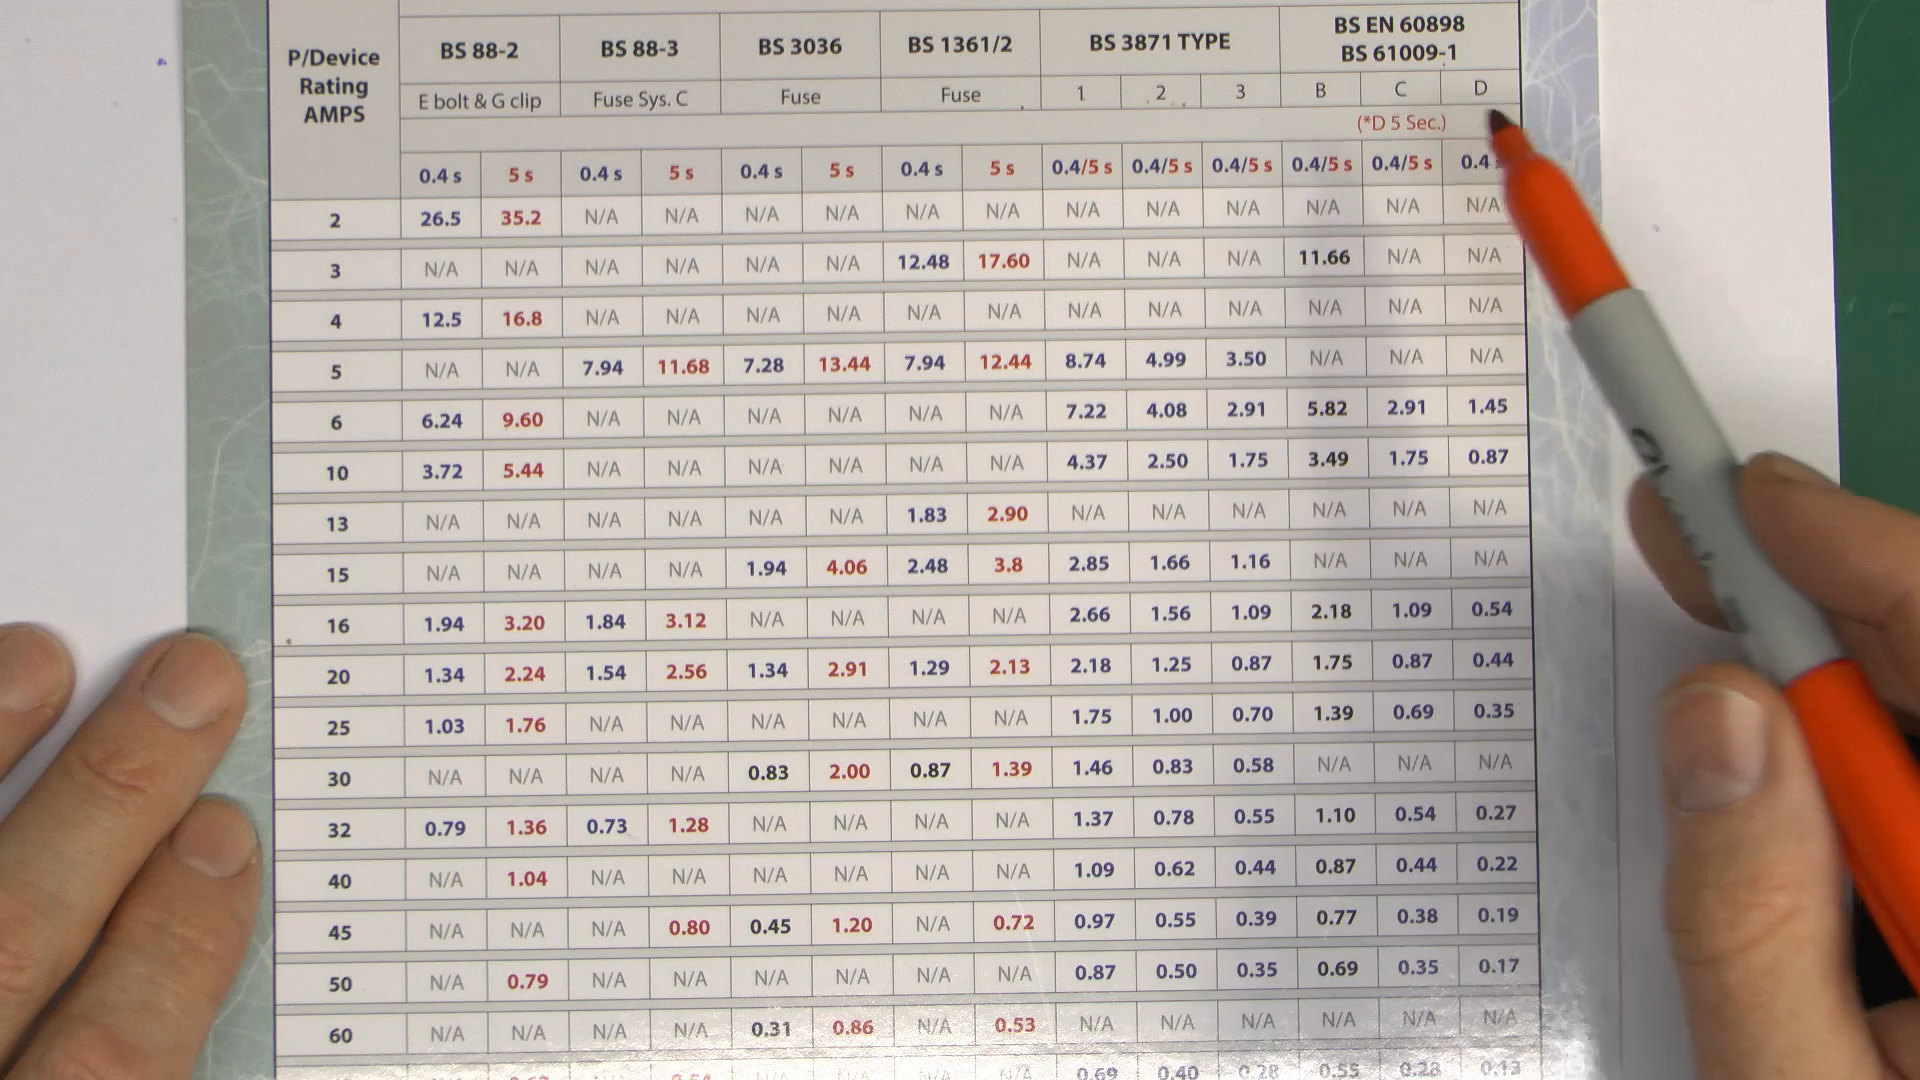 P/Device Rating AMPS BS 88-2 BS 88-3 BS 3036 BS 1361/2 BS 3871 TYPE BS EN 60898 BS 61009-1
E bolt & G clip Fuse Sys. C Fuse Fuse 1 2 3 B C D
(*D 5 Sec.)
0.4 s 5 s 0.4 s 5 s 0.4 s 5 s 0.4 s 5 s 0.4/5 s 0.4/5 s 0.4/5 s 0.4/5 s 0.4/5 s 0.4
2 26.5 35.2 N/A N/A N/A N/A N/A N/A N/A N/A N/A N/A N/A N/A
3 N/A N/A N/A N/A N/A N/A 12.48 17.60 N/A N/A N/A 11.66 N/A N/A
4 12.5 16.8 N/A N/A N/A N/A N/A N/A N/A N/A N/A N/A N/A N/A
5 N/A N/A 7.94 11.68 7.28 13.44 7.94 12.44 8.74 4.99 3.50 N/A N/A N/A
6 6.24 9.60 N/A N/A N/A N/A N/A N/A 7.22 4.08 2.91 5.82 2.91 1.45
10 3.72 5.44 N/A N/A N/A N/A N/A N/A 4.37 2.50 1.75 3.49 1.75 0.87
13 N/A N/A N/A N/A N/A N/A 1.83 2.90 N/A N/A N/A N/A N/A N/A
15 N/A N/A N/A N/A 1.94 4.06 2.48 3.8 2.85 1.66 1.16 N/A N/A N/A
16 1.94 3.20 1.84 3.12 N/A N/A N/A N/A 2.66 1.56 1.09 2.18 1.09 0.54
20 1.34 2.24 1.54 2.56 1.34 2.91 1.29 2.13 2.18 1.25 0.87 1.75 0.87 0.44
25 1.03 1.76 N/A N/A N/A N/A N/A N/A 1.75 1.00 0.70 1.39 0.69 0.35
30 N/A N/A N/A N/A 0.83 2.00 0.87 1.39 1.46 0.83 0.58 N/A N/A N/A
32 0.79 1.36 0.73 1.28 N/A N/A N/A N/A 1.37 0.78 0.55 1.10 0.54 0.27
40 N/A 1.04 N/A N/A N/A N/A N/A N/A 1.09 0.62 0.44 0.87 0.44 0.22
45 N/A N/A N/A 0.80 0.45 1.20 N/A 0.72 0.97 0.55 0.39 0.77 0.38 0.19
50 N/A 0.79 N/A N/A N/A N/A N/A N/A 0.87 0.50 0.35 0.69 0.35 0.17
60 N/A N/A N/A N/A 0.31 0.86 N/A 0.53 N/A N/A N/A N/A N/A N/A
0.69 0.40 0.28 0.55 0.28 0.13